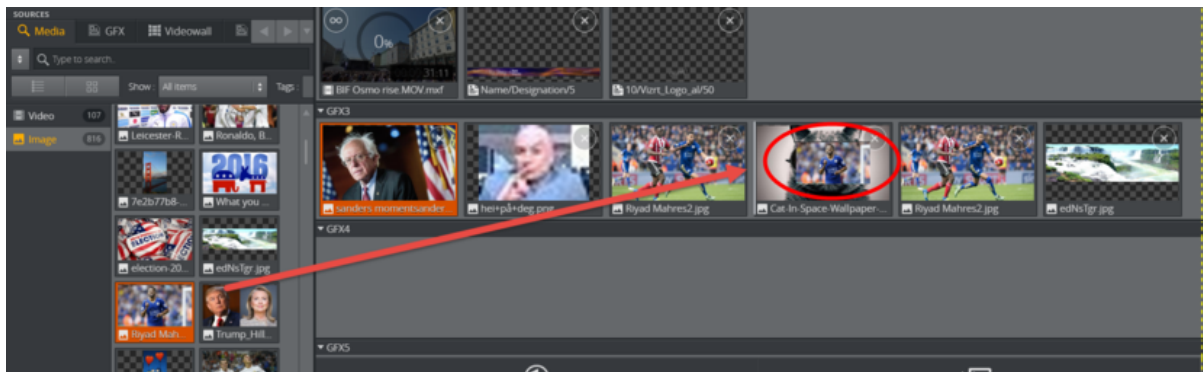 SOURCES
Media
GFX
Videowall
Type to search..
Show: All items
Tags:
Video 107
Image 816
Leicester-R...
Ronaldo, B...
7e2b77b8-...
2016
What you ...
ELECTION
election-20...
edNsTgr.jpg
Riyad Mah...
Trump_Hill...
0%
31:11
BIF Osmo rise.MOV.mxf
Name/Designation/5
10/Vizrt_Logo_al/50
GFX3
sanders momentsander...
hei+på+deg.png
Riyad Mahres2.jpg
Cat-In-Space-Wallpaper-...
Riyad Mahres2.jpg
edNsTgr.jpg
GFX4
GFX5